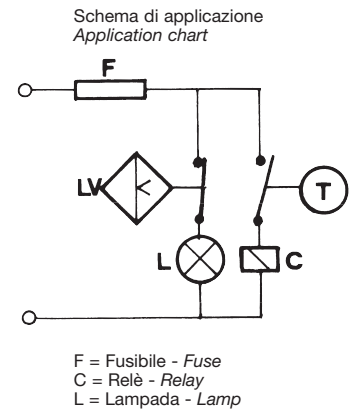 Schema di applicazione
Application chart
F
LV
T
L
C
F = Fusibile - Fuse
C = Relè - Relay
L = Lampada - Lamp